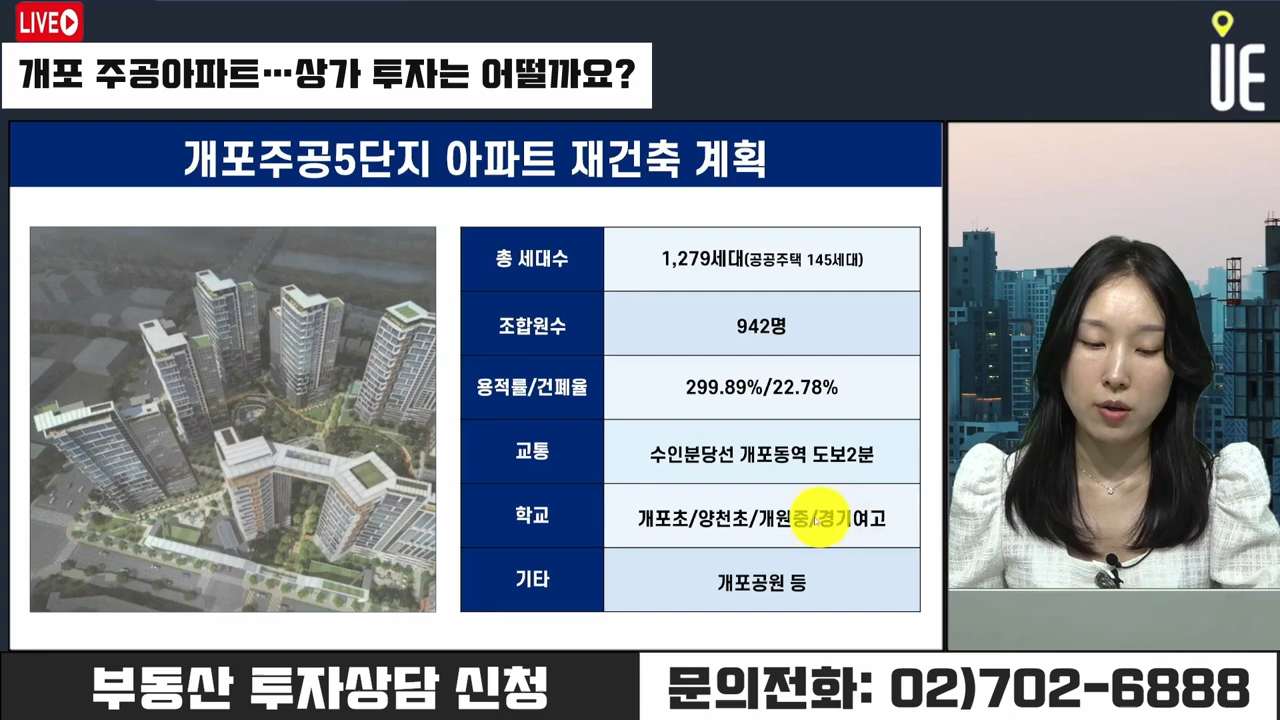 LIVE
개포 주공아파트…상가 투자는 어떨까요?
UE
개포주공5단지 아파트 재건축 계획
총 세대수
1,279세대(공공주택 145세대)
조합원수
942명
용적률/건폐율
299.89%/22.78%
교통
수인분당선 개포동역 도보2분
학교
개포초/양천초/개원중/경기여고
기타
개포공원 등
부동산 투자상담 신청
문의전화: 02)702-6888